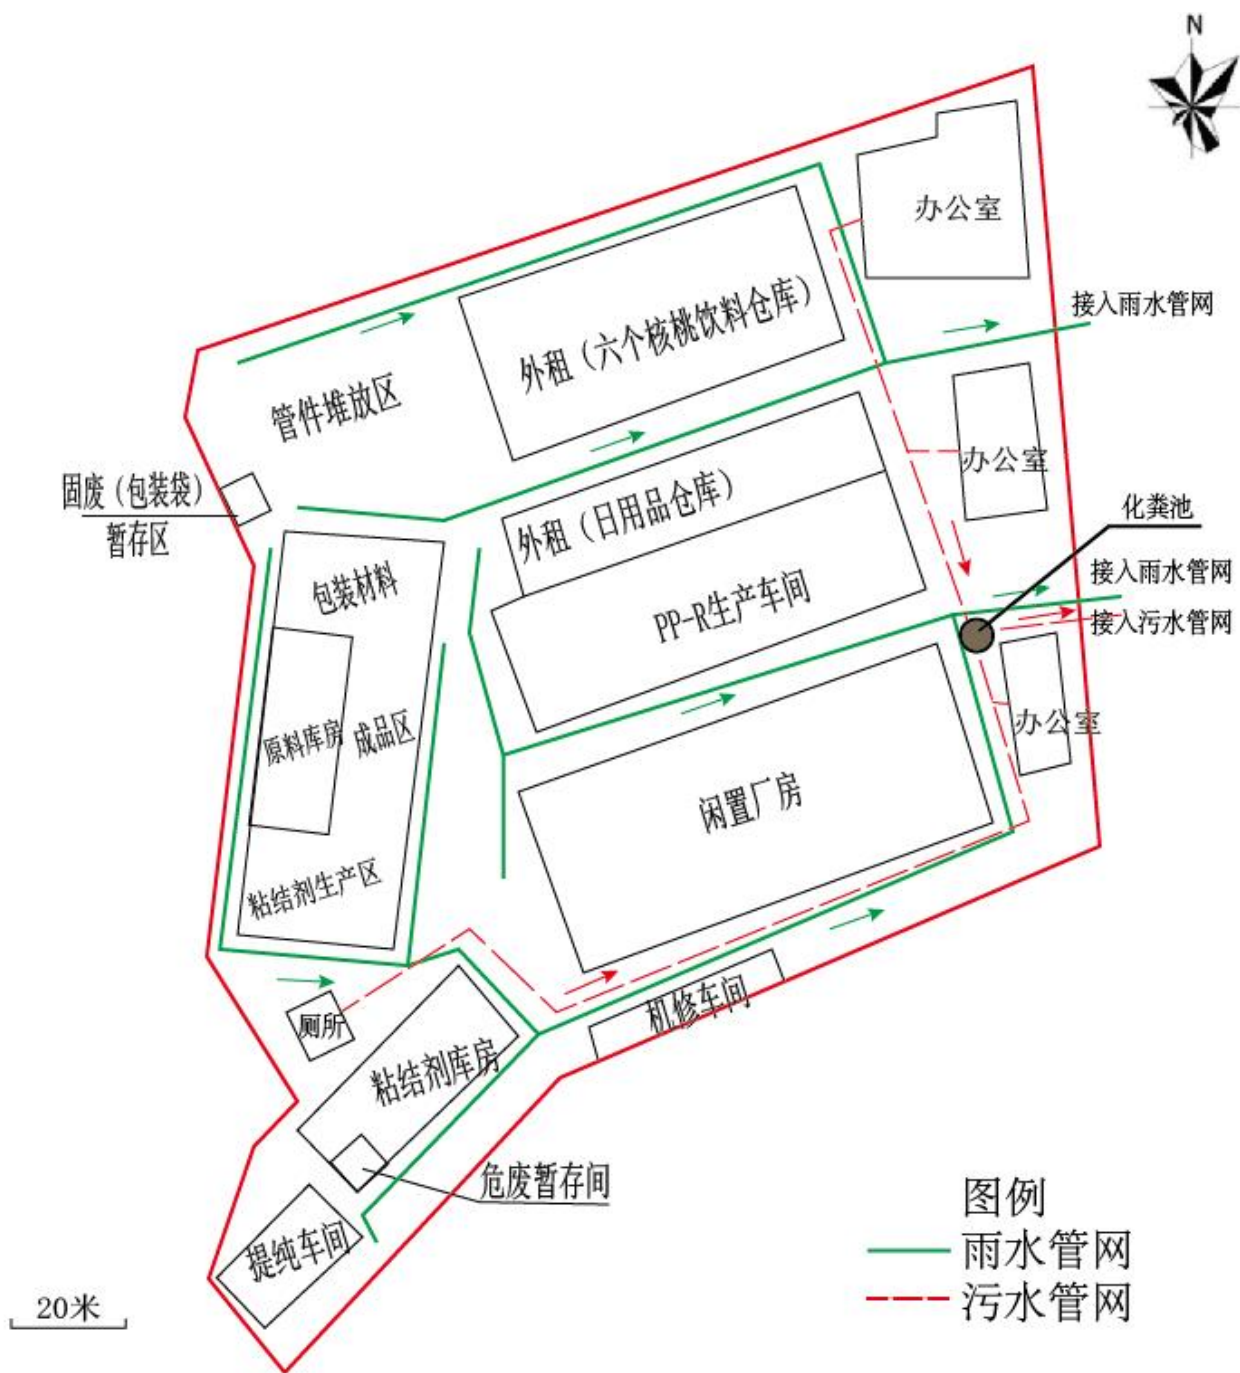 N
办公室
接入雨水管网
外租（六个核桃饮料仓库）
管件堆放区
办公室
固废（包装袋）
暂存区
外租（日用品仓库）
化粪池
包装材料
接入雨水管网
PP-R生产车间
接入污水管网
原料库房
成品区
办公室
闲置厂房
粘结剂生产区
厕所
机修车间
粘结剂库房
危废暂存间
提纯车间
图例
雨水管网
污水管网
20米